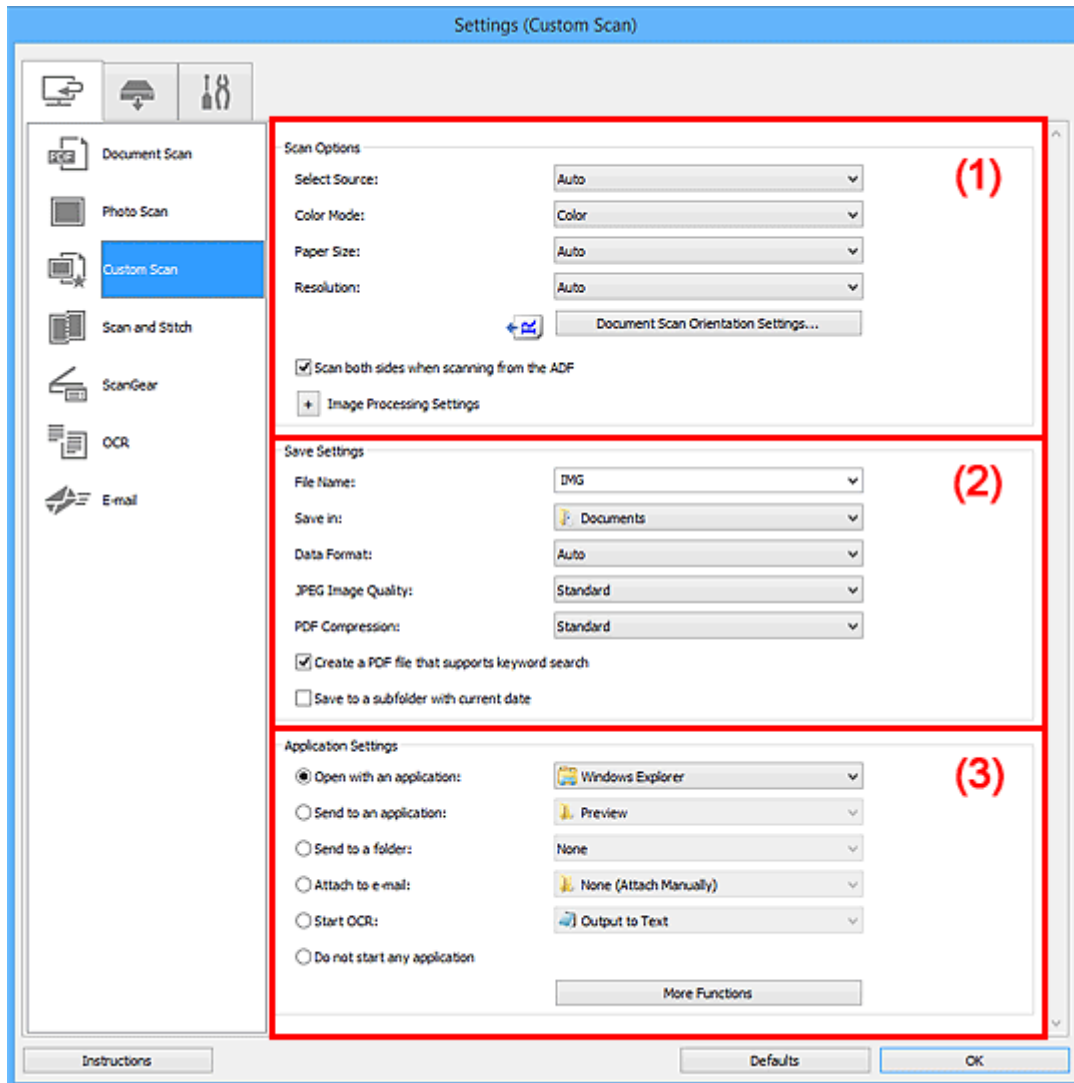 Settings (Custom Scan)
Document Scan
Photo Scan
Custom Scan
Scan and Stitch
ScanGear
OCR
E-mail
Scan Options
(1)
Select Source: Auto
Color Mode: Color
Paper Size: Auto
Resolution: Auto
Document Scan Orientation Settings...
Scan both sides when scanning from the ADF
+ Image Processing Settings
Save Settings
(2)
File Name: IMG
Save in: Documents
Data Format: Auto
JPEG Image Quality: Standard
PDF Compression: Standard
Create a PDF file that supports keyword search
Save to a subfolder with current date
Application Settings
(3)
Open with an application: Windows Explorer
Send to an application: Preview
Send to a folder: None
Attach to e-mail: None (Attach Manually)
Start OCR: Output to Text
Do not start any application
More Functions
Instructions Defaults OK